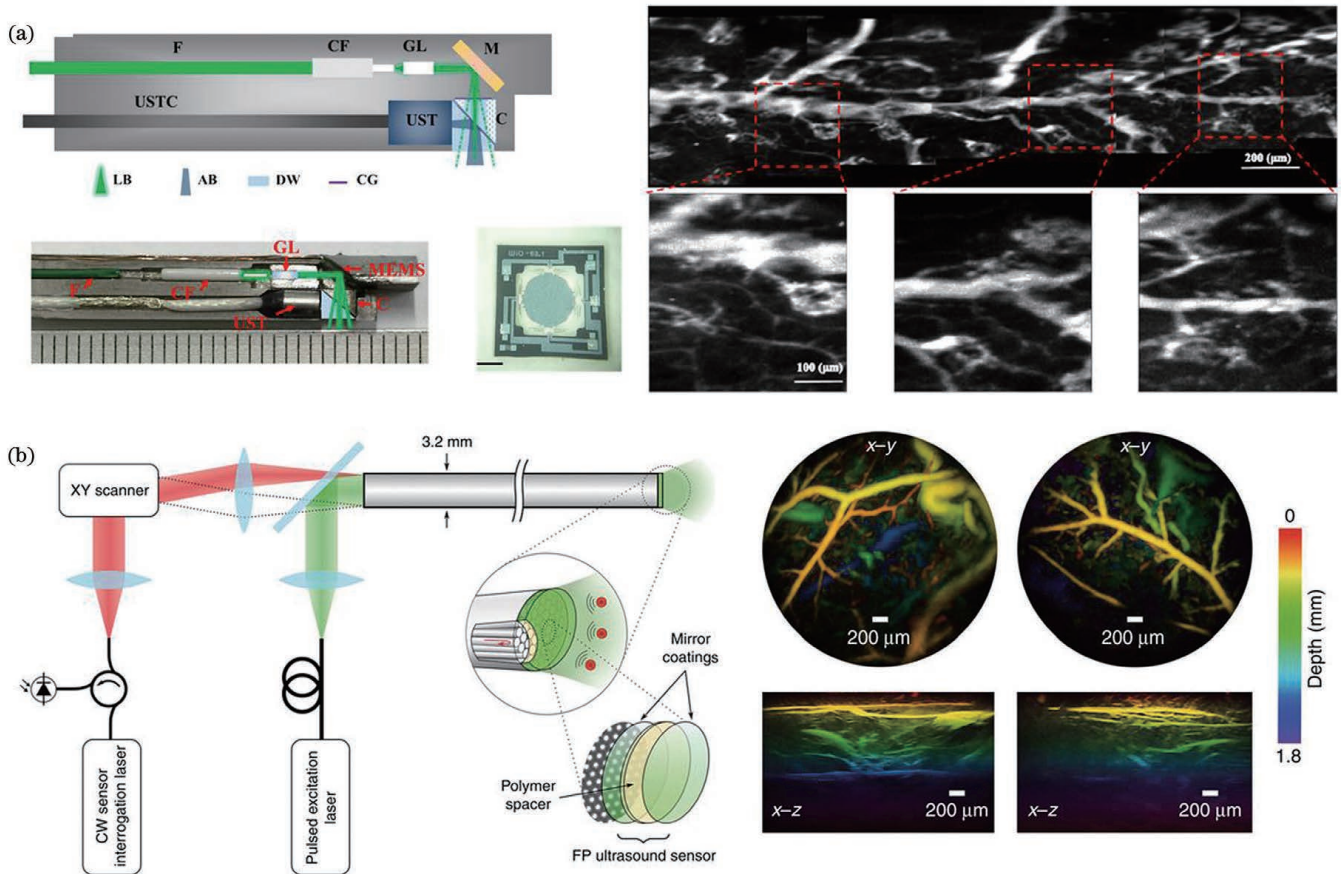 (a)
F
CF
GL
M
USTC
UST
C
LB
AB
DW
CG
GL
MEMS
F
CF
C
UST
200 (μm)
100 (μm)
(b)
3.2 mm
XY scanner
CW sensor
interrogation laser
Pulsed excitation
laser
Mirror
coatings
Polymer
spacer
FP ultrasound sensor
x–y
200 μm
x–y
200 μm
x–z
200 μm
x–z
200 μm
0
Depth (mm)
1.8